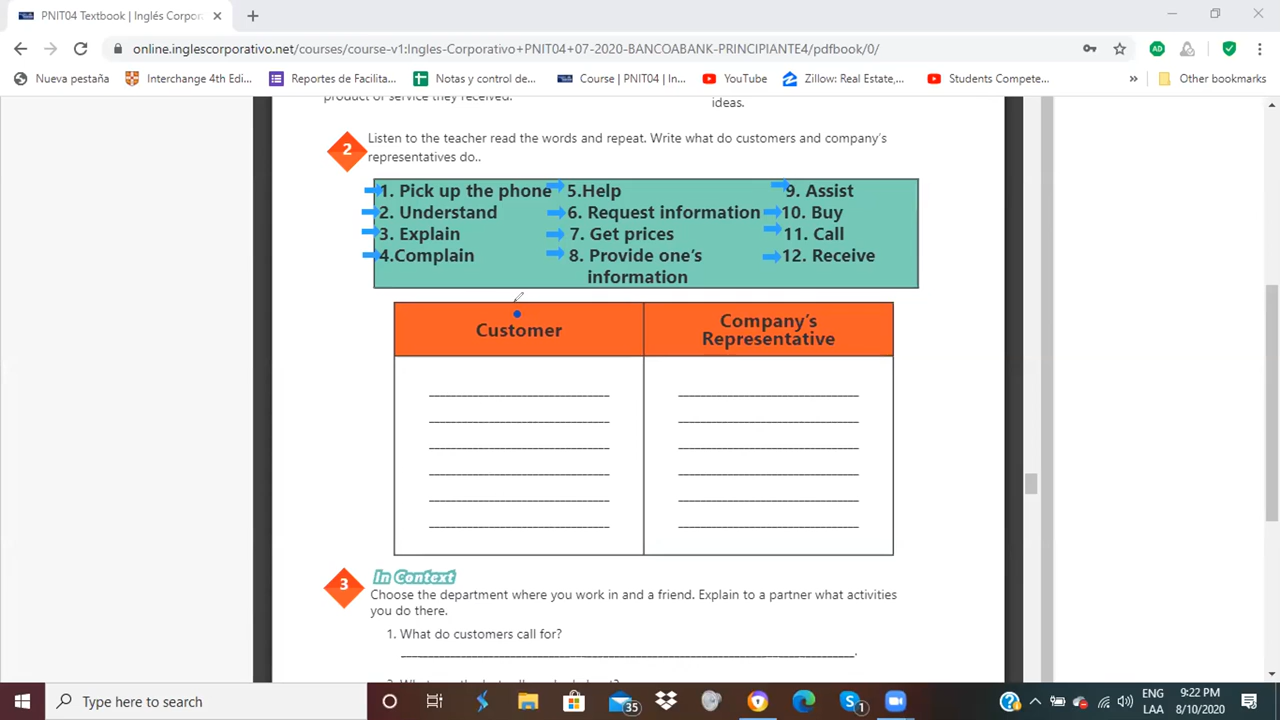 PNIT04 Textbook | Inglés Corpor
online.inglescorporativo.net/courses/course-v1:Ingles-Corporativo+PNIT04+07-2020-BANCOABANK-PRINCIPIANTE4/pdfbook/0/
Nueva pestaña
Interchange 4th Edi...
Reportes de Facilita...
Notas y control de...
Course | PNIT04 | In...
YouTube
Zillow: Real Estate,...
Students Compete...
»
Other bookmarks
product or service they received.
ideas.
2
Listen to the teacher read the words and repeat. Write what do customers and company's
representatives do..
1. Pick up the phone
2. Understand
3. Explain
4.Complain
5.Help
6. Request information
7. Get prices
8. Provide one's
information
9. Assist
10. Buy
11. Call
12. Receive
Customer
Company's
Representative
3
In Context
Choose the department where you work in and a friend. Explain to a partner what activities
you do there.
1. What do customers call for?
Type here to search
35
1
ENG
LAA
9:22 PM
8/10/2020